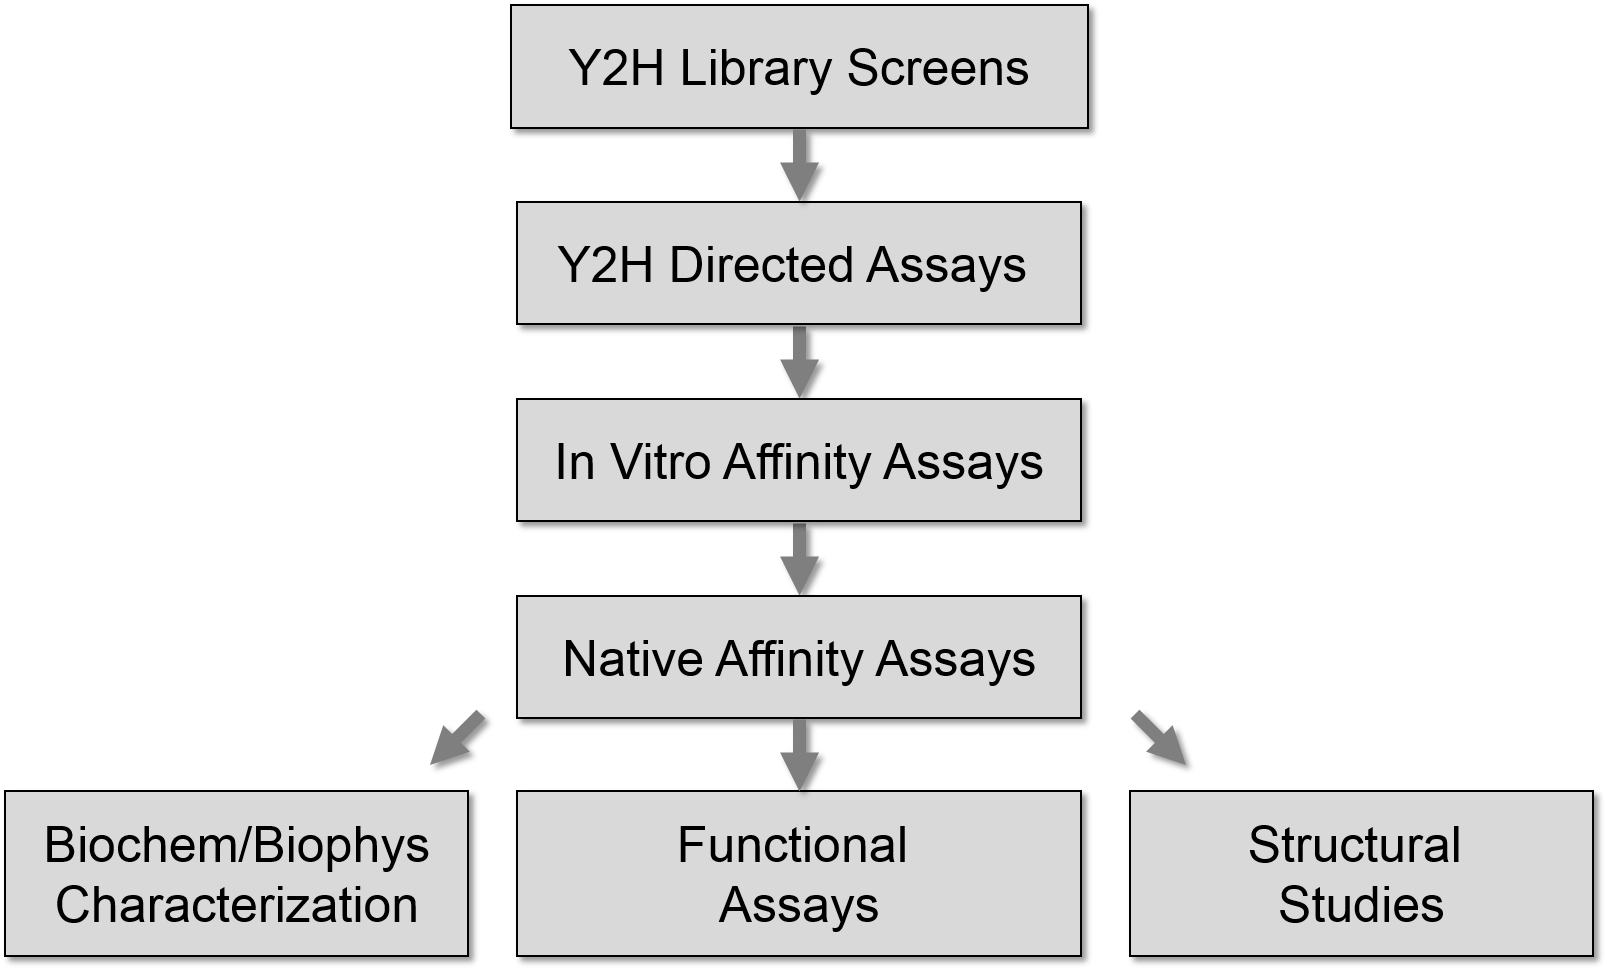 Y2H Library Screens
Y2H Directed Assays
In Vitro Affinity Assays
Native Affinity Assays
Biochem/Biophys
Characterization
Functional
Assays
Structural
Studies